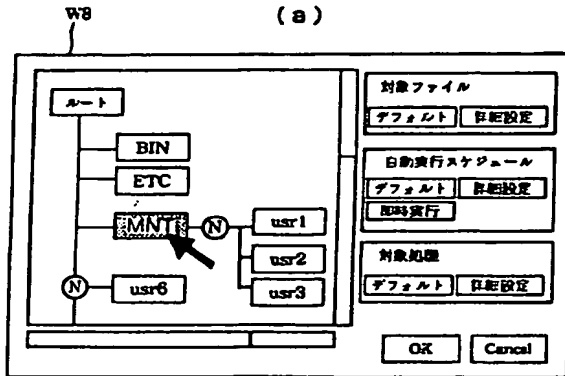 W8
(a)
ルート
BIN
ETC
MNT1
N
usr1
usr2
usr3
N
usr6
対象ファイル
デフォルト 詳細設定
自動実行スケジュール
デフォルト 詳細設定
即時実行
対象処理
デフォルト 詳細設定
OK Cancel